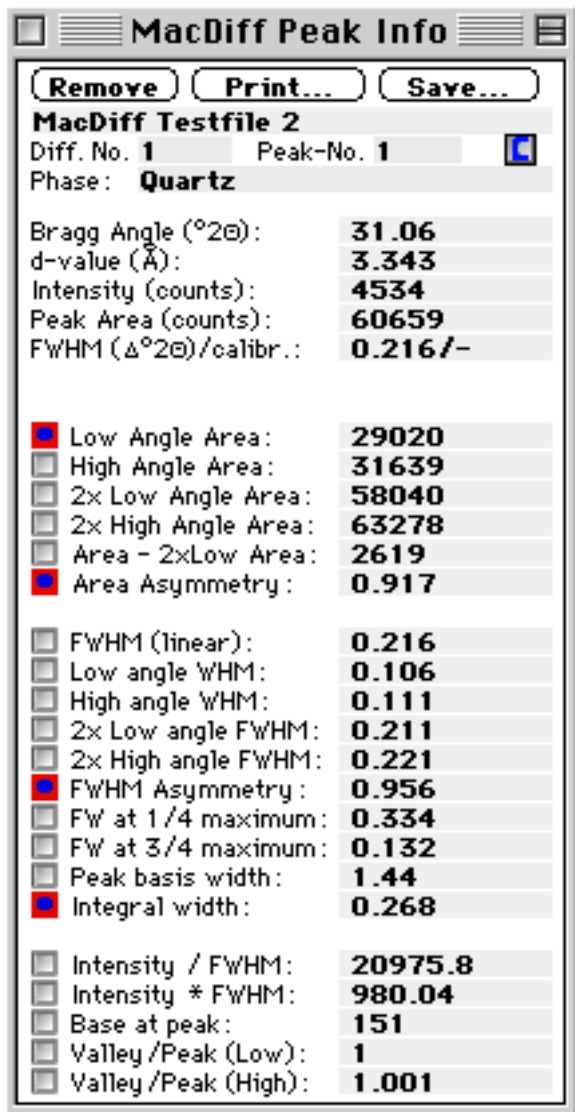 MacDiff Peak Info
Remove Print... Save...
MacDiff Testfile 2
Diff. No. 1 Peak-No. 1
Phase: Quartz
Bragg Angle (°2Θ): 31.06
d-value (Å): 3.343
Intensity (counts): 4534
Peak Area (counts): 60659
FWHM (Δ°2Θ)/calibr.: 0.216/-
Low Angle Area: 29020
High Angle Area: 31639
2x Low Angle Area: 58040
2x High Angle Area: 63278
Area - 2xLow Area: 2619
Area Asymmetry: 0.917
FWHM (linear): 0.216
Low angle WHM: 0.106
High angle WHM: 0.111
2x Low angle FWHM: 0.211
2x High angle FWHM: 0.221
FWHM Asymmetry: 0.956
FW at 1/4 maximum: 0.334
FW at 3/4 maximum: 0.132
Peak basis width: 1.44
Integral width: 0.268
Intensity / FWHM: 20975.8
Intensity * FWHM: 980.04
Base at peak: 151
Valley/Peak (Low): 1
Valley/Peak (High): 1.001